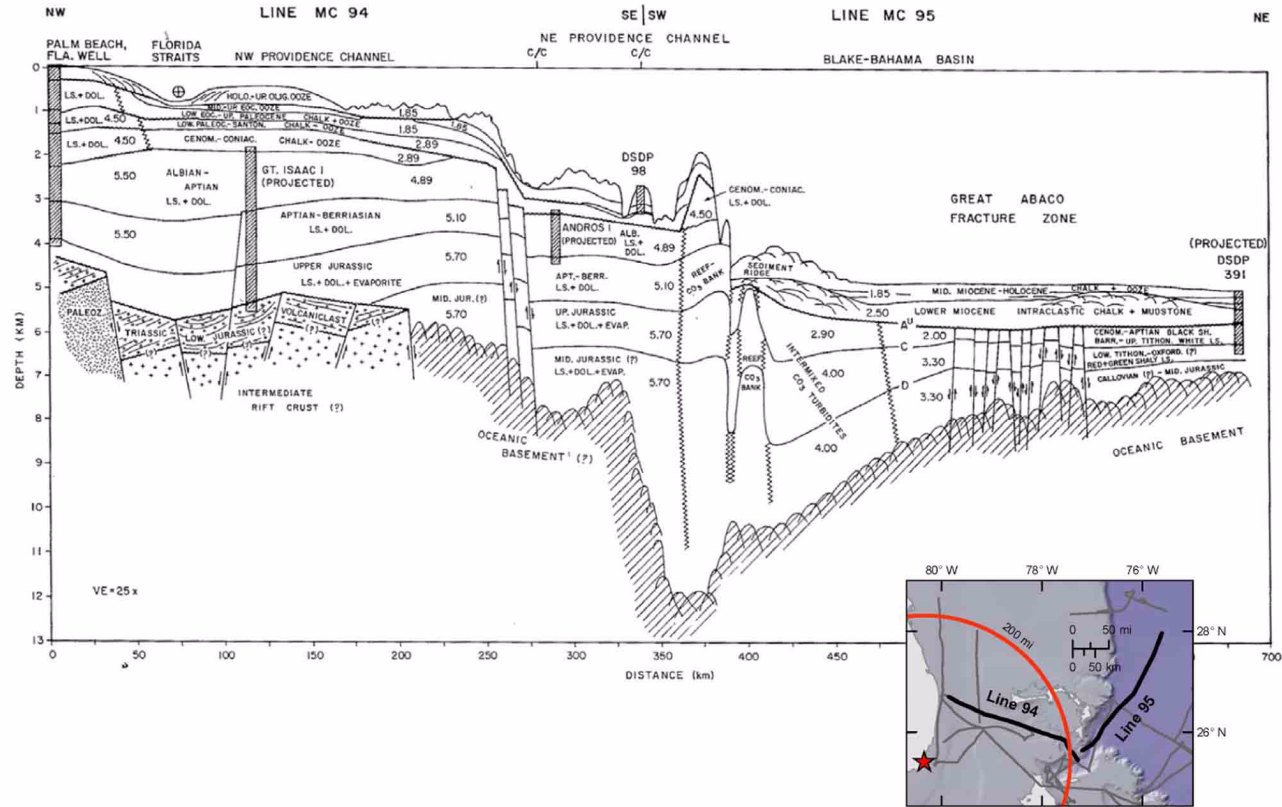 NW
LINE MC 94
SE | SW
LINE MC 95
NE
NE PROVIDENCE CHANNEL
PALM BEACH,
FLA. WELL
FLORIDA
STRAITS
NW PROVIDENCE CHANNEL
C/C
C/C
BLAKE-BAHAMA BASIN
DEPTH (KM)
0
1
2
3
4
5
6
7
8
9
10
11
12
13
LS.+DOL.
LS.+DOL.
4.50
LS.+DOL.
4.50
5.50
5.50
HOLO.-UP. OLIG. OOZE
MID.-UP. EOC. OOZE
LOW. EOC.-UP. PALEOCENE CHALK + OOZE
LOW. PALEOC.-SANTON. CHALK-OOZE
CENOM.-CONIAC. CHALK-OOZE
1.85
1.85
1.85
2.89
2.89
ALBIAN-
APTIAN
LS.+ DOL.
GT. ISAAC I
(PROJECTED)
4.89
APTIAN-BERRIASIAN
LS.+ DOL.
5.10
5.70
UPPER JURASSIC
LS.+ DOL.+ EVAPORITE
MID. JUR. (?)
5.70
PALEOZ.
TRIASSIC
(?)
LOW. JURASSIC (?)
(?)
VOLCANICLAST.
(?)
(?)
INTERMEDIATE
RIFT CRUST (?)
OCEANIC
BASEMENT (?)
DSDP
98
ANDROS I
(PROJECTED)
ALB.
LS.+
DOL.
4.89
APT.-BERR.
LS.+DOL.
5.10
UP. JURASSIC
LS.+DOL.+EVAP.
5.70
MID. JURASSIC (?)
LS.+DOL.+EVAP.
5.70
CENOM.-CONIAC.
LS.+ DOL.
4.50
REEF-
CO3 BANK
REEF
CO3
BANK
SEDIMENT
RIDGE
INTERMIXED
CO3 TURBIDITES
GREAT ABACO
FRACTURE ZONE
(PROJECTED)
DSDP
391
1.85
MID. MIOCENE-HOLOCENE CHALK + OOZE
2.50
LOWER MIOCENE INTRACLASTIC CHALK + MUDSTONE
AU
2.90
2.00
CENOM.-APTIAN BLACK SH.
BARR.-UP. TITHON. WHITE LS.
C
4.00
3.30
LOW. TITHON.-OXFORD. (?)
RED+GREEN SHALY LS.
D
3.30
CALLOVIAN (?)-MID. JURASSIC
4.00
OCEANIC BASEMENT
VE=25x
0
50
100
150
200
250
300
350
400
450
700
DISTANCE (km)
80° W
78° W
76° W
200 mi
0 50 mi
0 50 km
28° N
26° N
Line 94
Line 95